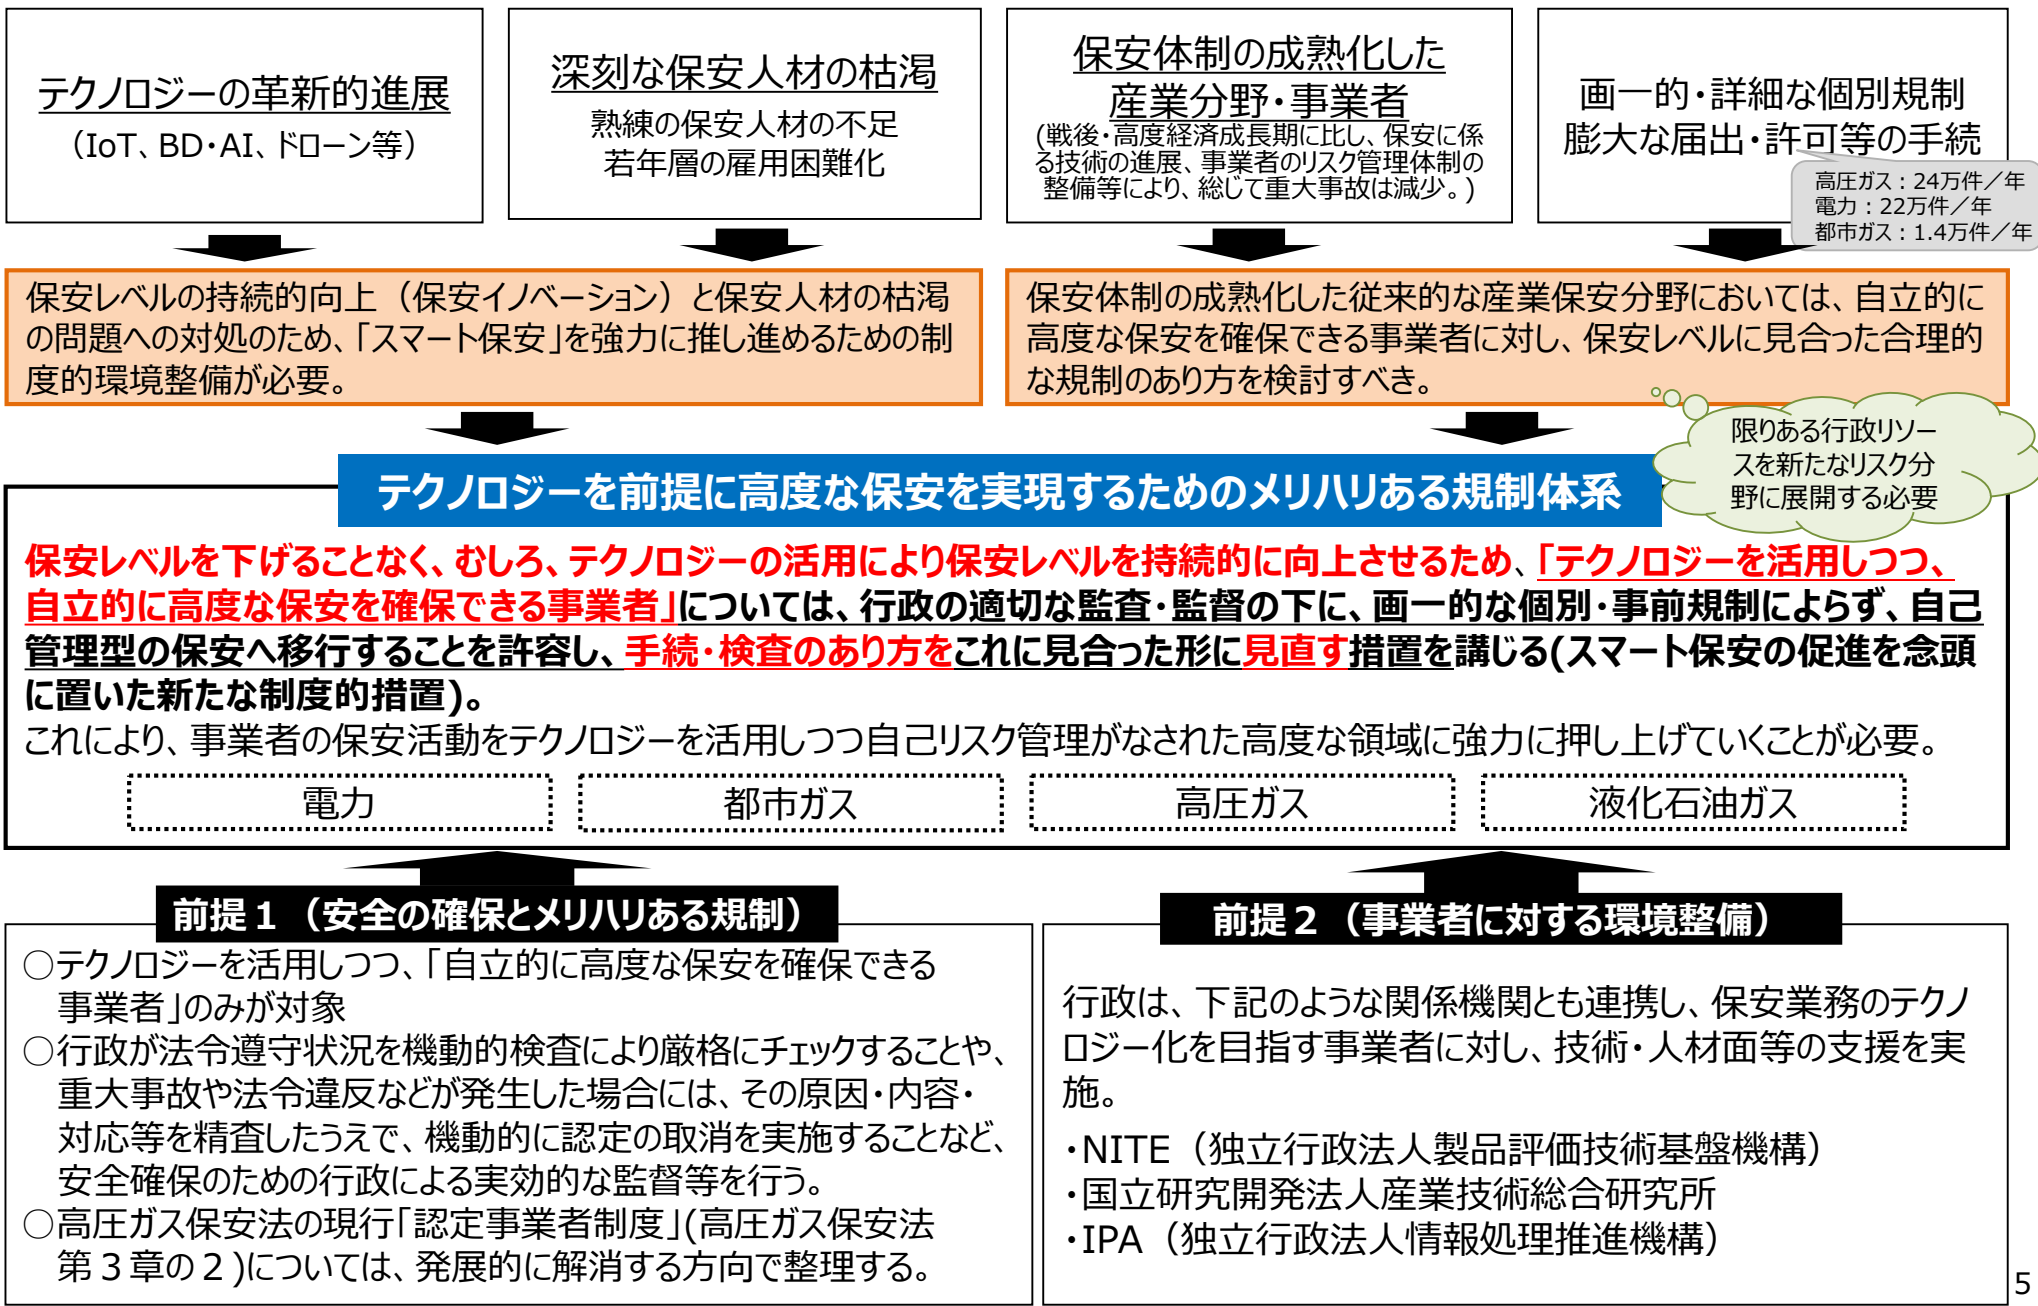 テクノロジーの革新的進展
（IoT、BD・AI、ドローン等）
深刻な保安人材の枯渇
熟練の保安人材の不足
若年層の雇用困難化
保安体制の成熟化した
産業分野・事業者
(戦後・高度経済成長期に比し、保安に係
る技術の進展、事業者のリスク管理体制の
整備等により、総じて重大事故は減少。)
画一的・詳細な個別規制
膨大な届出・許可等の手続
高圧ガス：24万件／年
電力：22万件／年
都市ガス：1.4万件／年
保安レベルの持続的向上（保安イノベーション）と保安人材の枯渇
の問題への対処のため、「スマート保安」を強力に推し進めるための制
度的環境整備が必要。
保安体制の成熟化した従来的な産業保安分野においては、自立的に
高度な保安を確保できる事業者に対し、保安レベルに見合った合理的
な規制のあり方を検討すべき。
限りある行政リソー
スを新たなリスク分
野に展開する必要
テクノロジーを前提に高度な保安を実現するためのメリハリある規制体系
保安レベルを下げることなく、むしろ、テクノロジーの活用により保安レベルを持続的に向上させるため、「テクノロジーを活用しつつ、
自立的に高度な保安を確保できる事業者」については、行政の適切な監査・監督の下に、画一的な個別・事前規制によらず、自己
管理型の保安へ移行することを許容し、手続・検査のあり方をこれに見合った形に見直す措置を講じる(スマート保安の促進を念頭
に置いた新たな制度的措置)。
これにより、事業者の保安活動をテクノロジーを活用しつつ自己リスク管理がなされた高度な領域に強力に押し上げていくことが必要。
電力
都市ガス
高圧ガス
液化石油ガス
前提１（安全の確保とメリハリある規制）
○テクノロジーを活用しつつ、「自立的に高度な保安を確保できる
事業者」のみが対象
○行政が法令遵守状況を機動的検査により厳格にチェックすることや、
重大事故や法令違反などが発生した場合には、その原因・内容・
対応等を精査したうえで、機動的に認定の取消を実施することなど、
安全確保のための行政による実効的な監督等を行う。
○高圧ガス保安法の現行「認定事業者制度」(高圧ガス保安法
第３章の２)については、発展的に解消する方向で整理する。
前提２（事業者に対する環境整備）
行政は、下記のような関係機関とも連携し、保安業務のテクノ
ロジー化を目指す事業者に対し、技術・人材面等の支援を実
施。
・NITE（独立行政法人製品評価技術基盤機構）
・国立研究開発法人産業技術総合研究所
・IPA（独立行政法人情報処理推進機構）
5